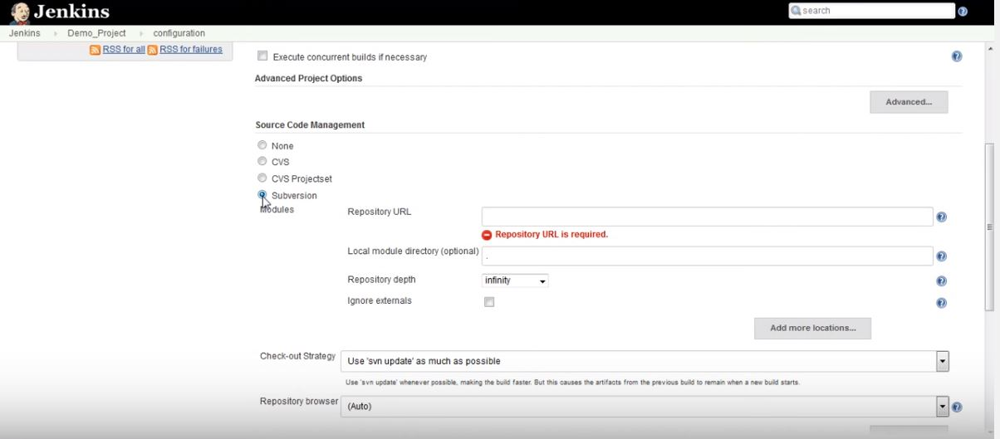 Jenkins
search
Jenkins Demo_Project configuration
RSS for all RSS for failures
Execute concurrent builds if necessary
Advanced Project Options
Advanced...
Source Code Management
None
CVS
CVS Projectset
Subversion
Modules
Repository URL
Repository URL is required.
Local module directory (optional) .
Repository depth infinity
Ignore externals
Add more locations...
Check-out Strategy Use 'svn update' as much as possible
Use 'svn update' whenever possible, making the build faster. But this causes the artifacts from the previous build to remain when a new build starts.
Repository browser (Auto)